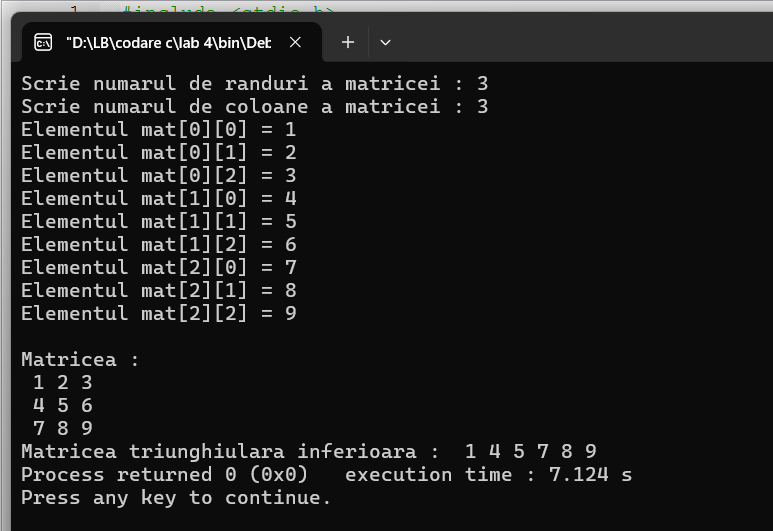 1 #include <stdio.h>
"D:\LB\codare c\lab 4\bin\Det
Scrie numarul de randuri a matricei : 3
Scrie numarul de coloane a matricei : 3
Elementul mat[0][0] = 1
Elementul mat[0][1] = 2
Elementul mat[0][2] = 3
Elementul mat[1][0] = 4
Elementul mat[1][1] = 5
Elementul mat[1][2] = 6
Elementul mat[2][0] = 7
Elementul mat[2][1] = 8
Elementul mat[2][2] = 9
Matricea :
1 2 3
4 5 6
7 8 9
Matricea triunghiulara inferioara :  1 4 5 7 8 9
Process returned 0 (0x0)   execution time : 7.124 s
Press any key to continue.